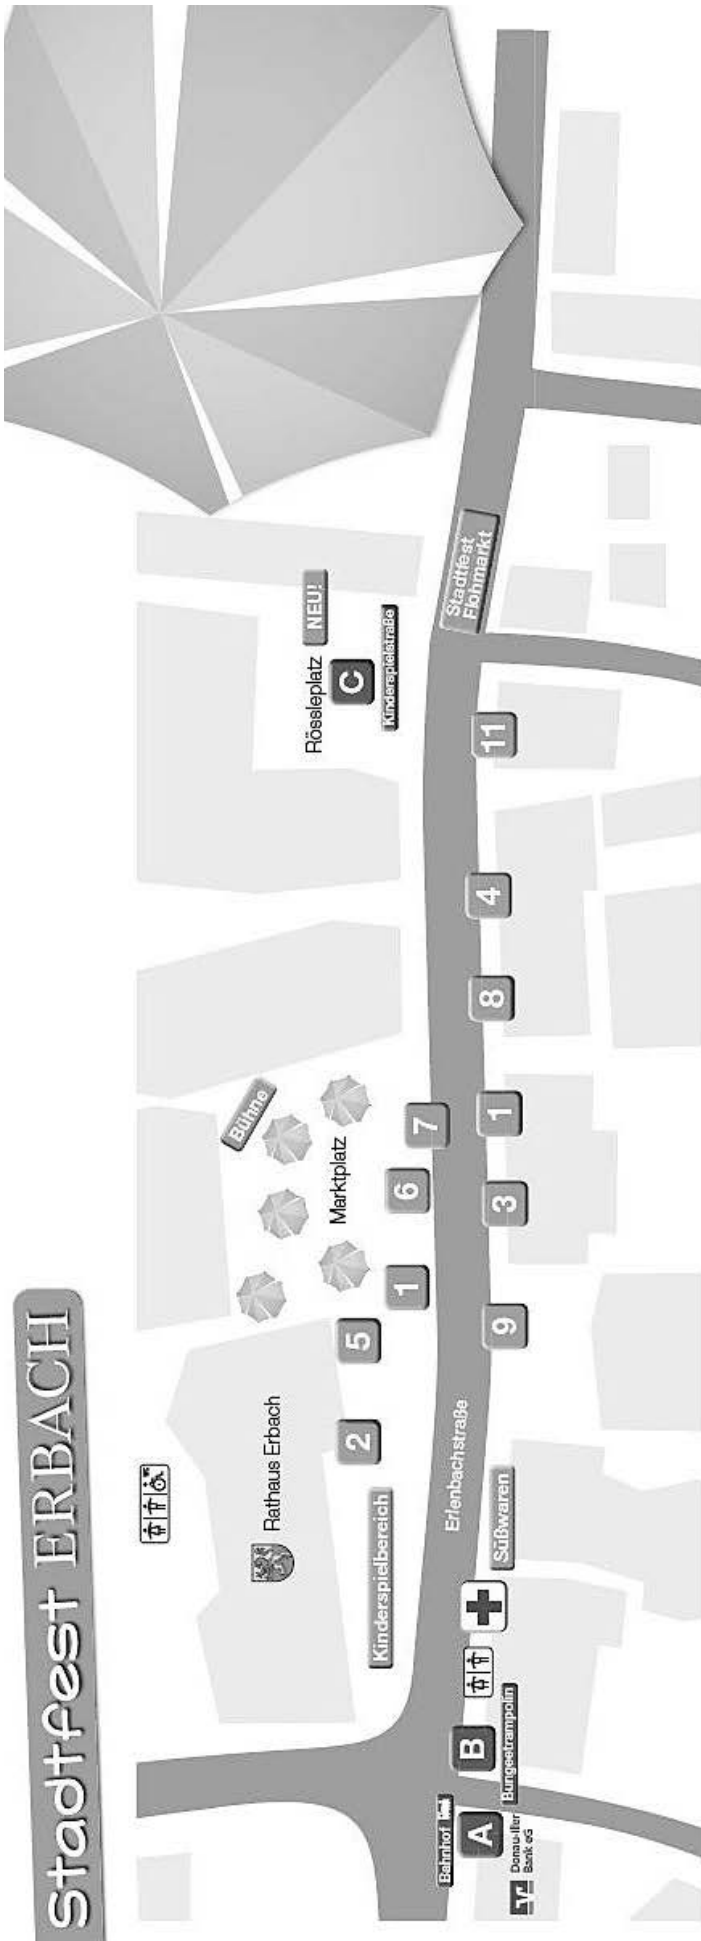 Stadtfest ERBACH
Rathaus Erbach
Kinderspielbereich
2
5
1
6
7
Marktplatz
Bühne
Rössleplatz
NEU!
C
Kinderspielstraße
Stadtfest
Flohmarkt
Erlenbachstraße
Bahnhof
A
Donau-Iller
Bank eG
B
Bungeetrampolin
Süßwaren
9
3
1
8
4
11